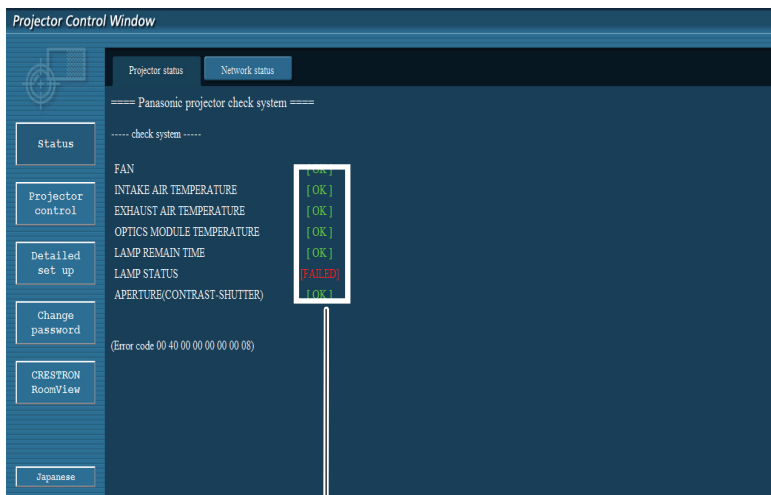 Projector Control Window
Projector status
Network status
==== Panasonic projector check system ====
----- check system -----
Status
FAN [ OK ]
INTAKE AIR TEMPERATURE [ OK ]
Projector
control
EXHAUST AIR TEMPERATURE [ OK ]
OPTICS MODULE TEMPERATURE [ OK ]
LAMP REMAIN TIME [ OK ]
Detailed
set up
LAMP STATUS [FAILED]
APERTURE(CONTRAST-SHUTTER) [ OK ]
Change
password
(Error code 00 40 00 00 00 00 00 08)
CRESTRON
RoomView
Japanese